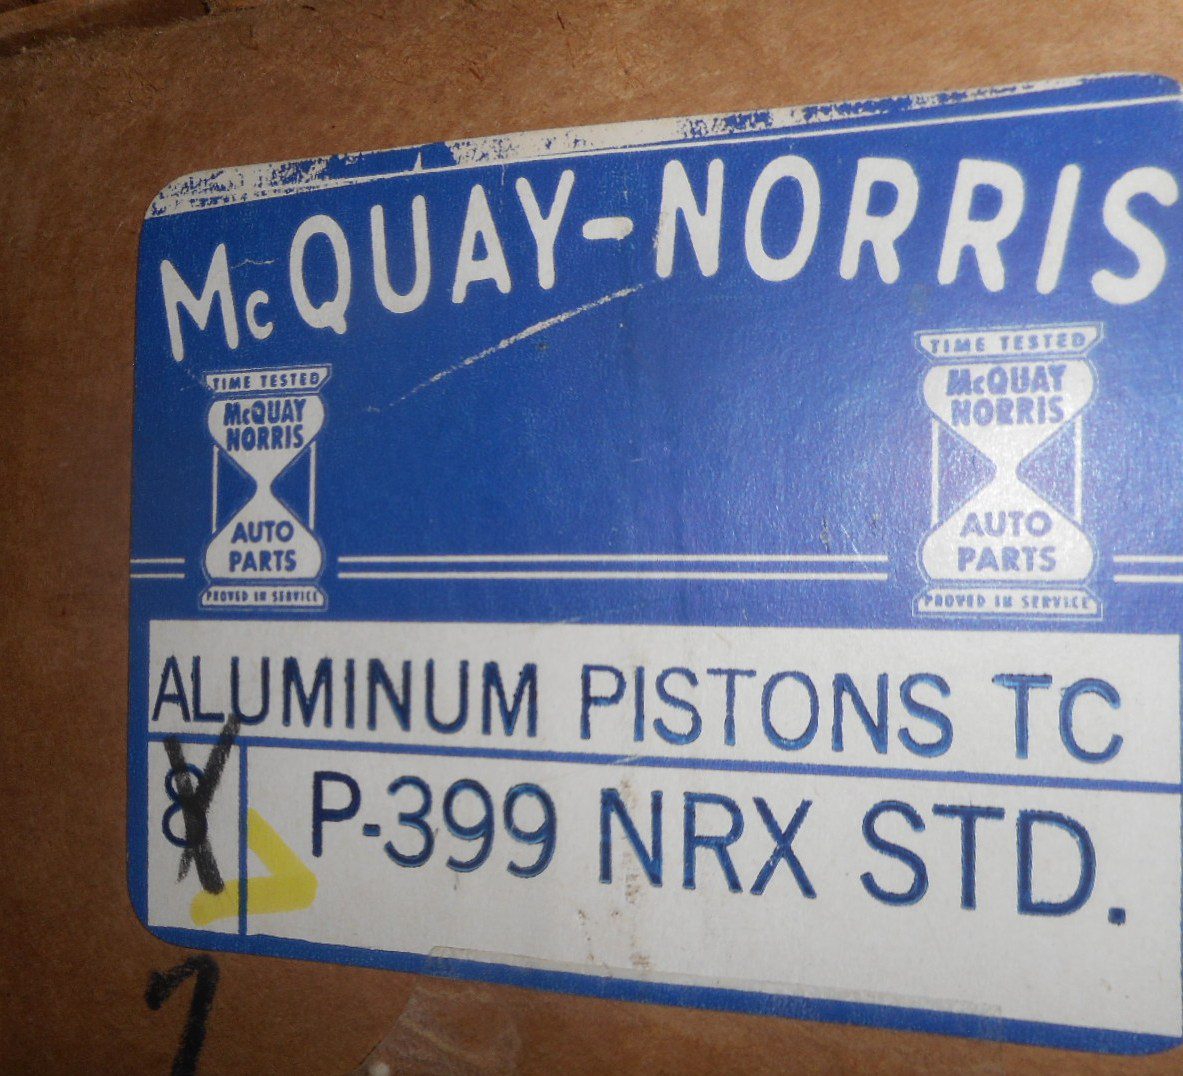 McQUAY-NORRIS
TIME TESTED
McQUAY
NORRIS
AUTO
PARTS
PROVED IN SERVICE
TIME TESTED
McQUAY
NORRIS
AUTO
PARTS
PROVED IN SERVICE
ALUMINUM PISTONS TC
8 P-399 NRX STD.
7